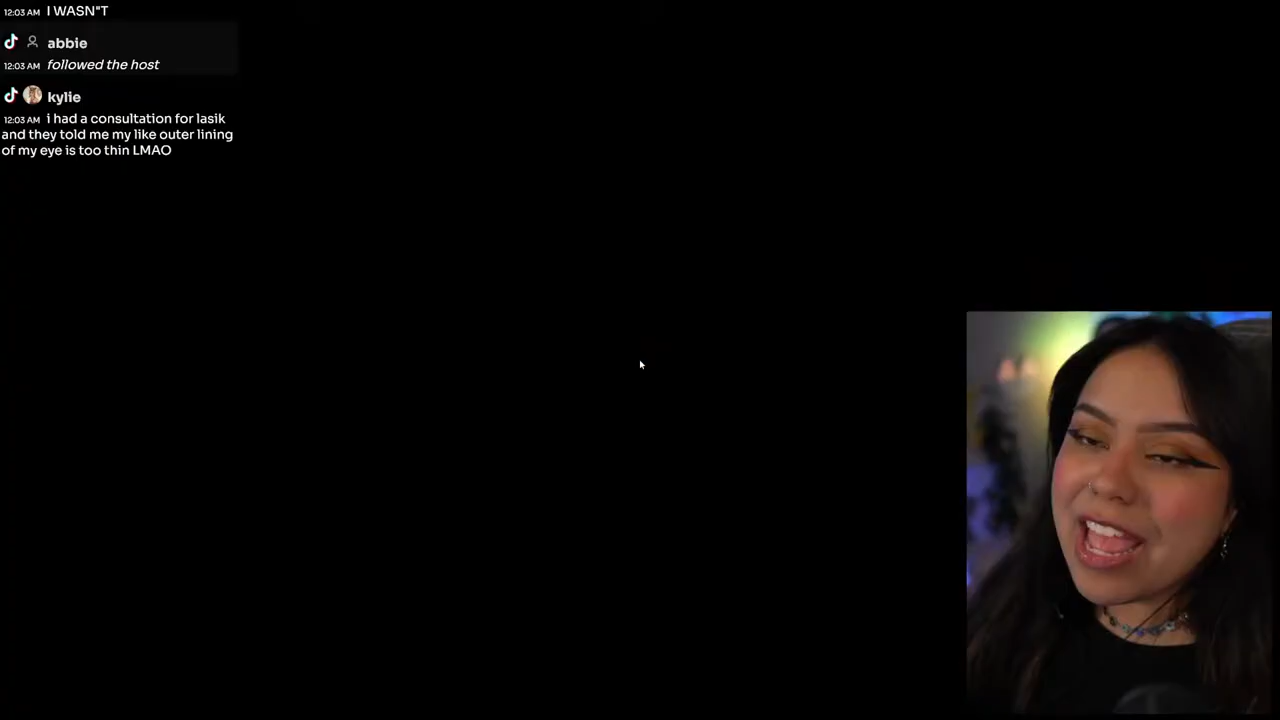 12:03 AM I WASN"T
abbie
12:03 AM followed the host
kylie
12:03 AM i had a consultation for lasik
and they told me my like outer lining
of my eye is too thin LMAO